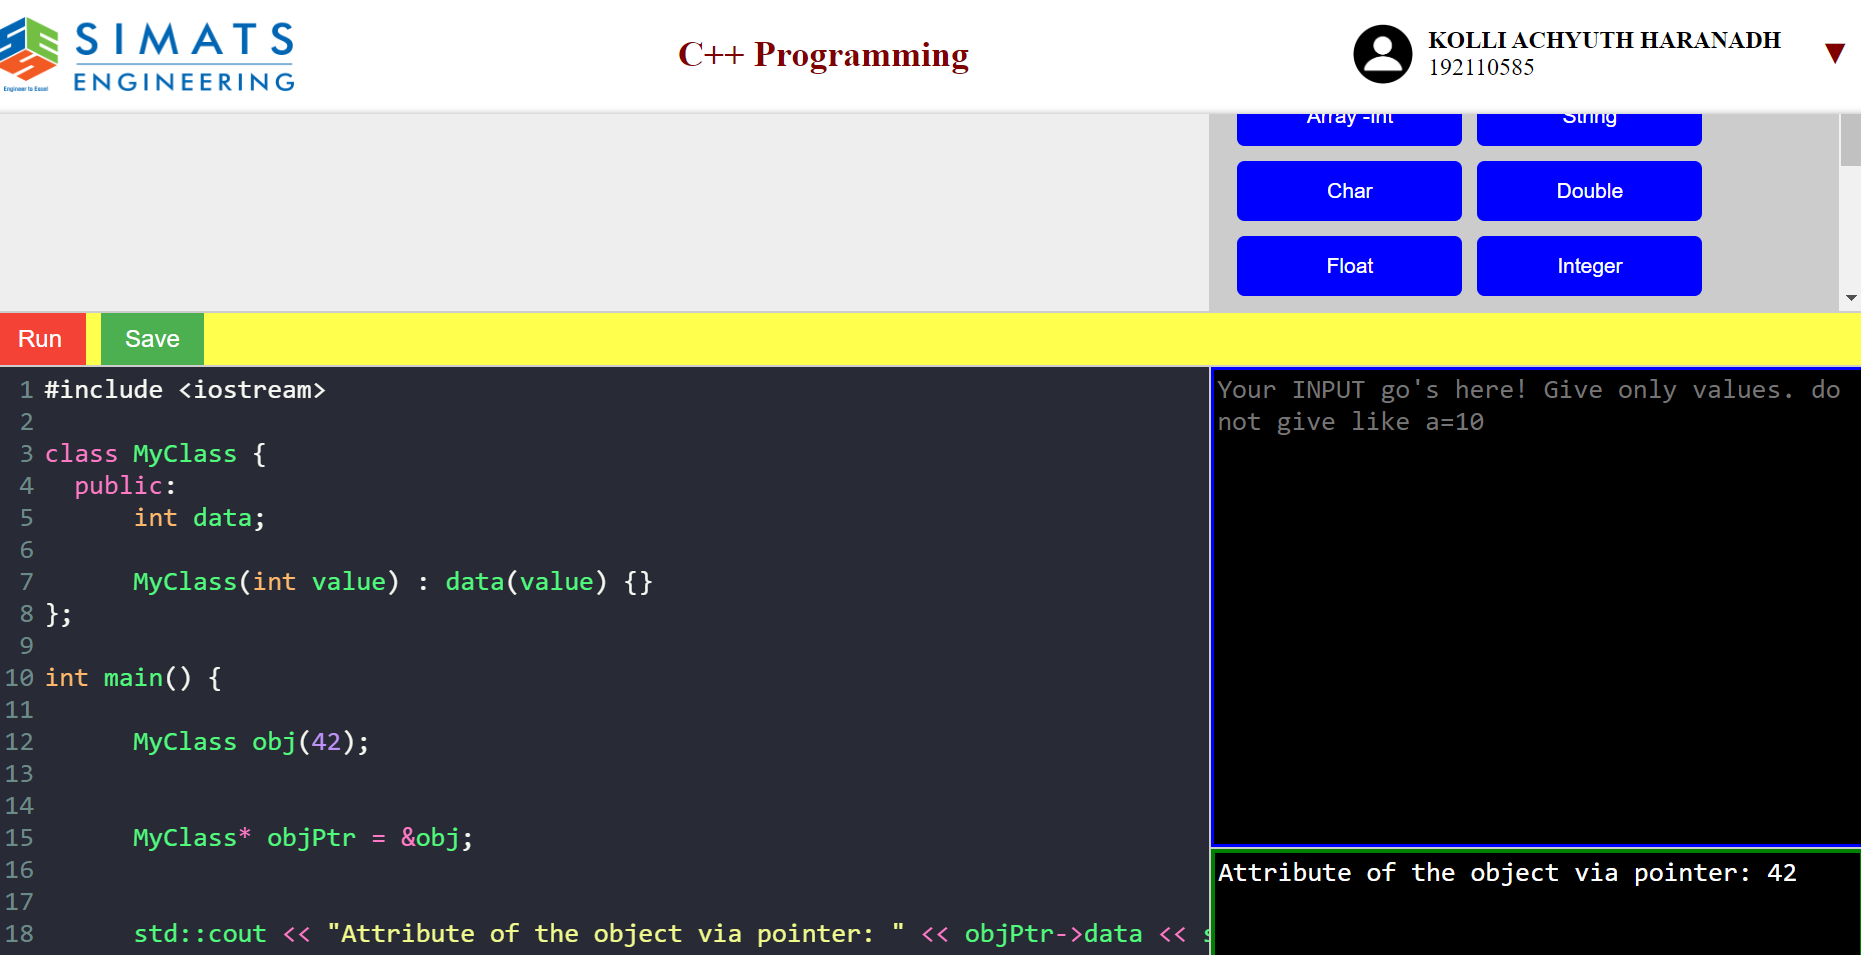 SIMATS
ENGINEERING
Engineer to Excel
C++ Programming
KOLLI ACHYUTH HARANADH
192110585
Array -Int
String
Char
Double
Float
Integer
Run
Save
1 #include <iostream>
2
3 class MyClass {
4 public:
5 int data;
6
7 MyClass(int value) : data(value) {}
8 };
9
10 int main() {
11
12 MyClass obj(42);
13
14
15 MyClass* objPtr = &obj;
16
17
18 std::cout << "Attribute of the object via pointer: " << objPtr->data <<
Your INPUT go's here! Give only values. do
not give like a=10
Attribute of the object via pointer: 42